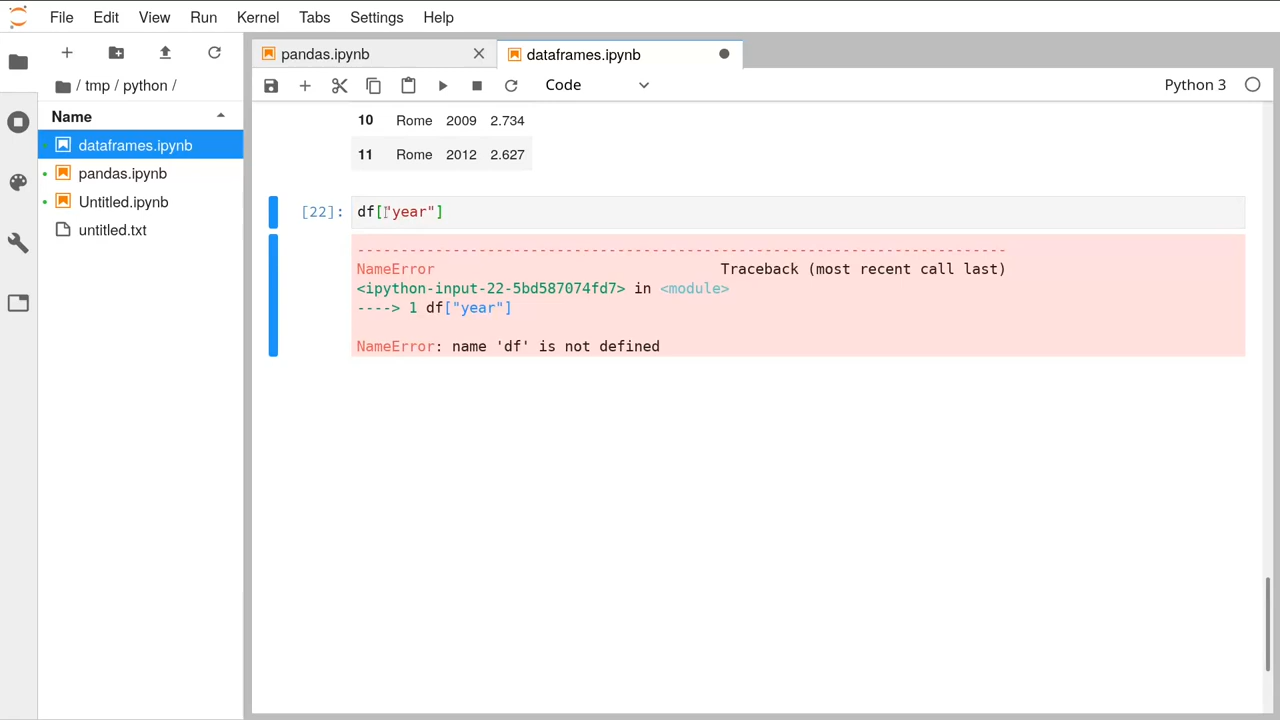 File Edit View Run Kernel Tabs Settings Help
pandas.ipynb
dataframes.ipynb
/ tmp / python /
Code
Python 3
Name
dataframes.ipynb
pandas.ipynb
Untitled.ipynb
untitled.txt
10 Rome 2009 2.734
11 Rome 2012 2.627
[22]: df["year"]
---------------------------------------------------------------------------
NameError Traceback (most recent call last)
<ipython-input-22-5bd587074fd7> in <module>
----> 1 df["year"]
NameError: name 'df' is not defined